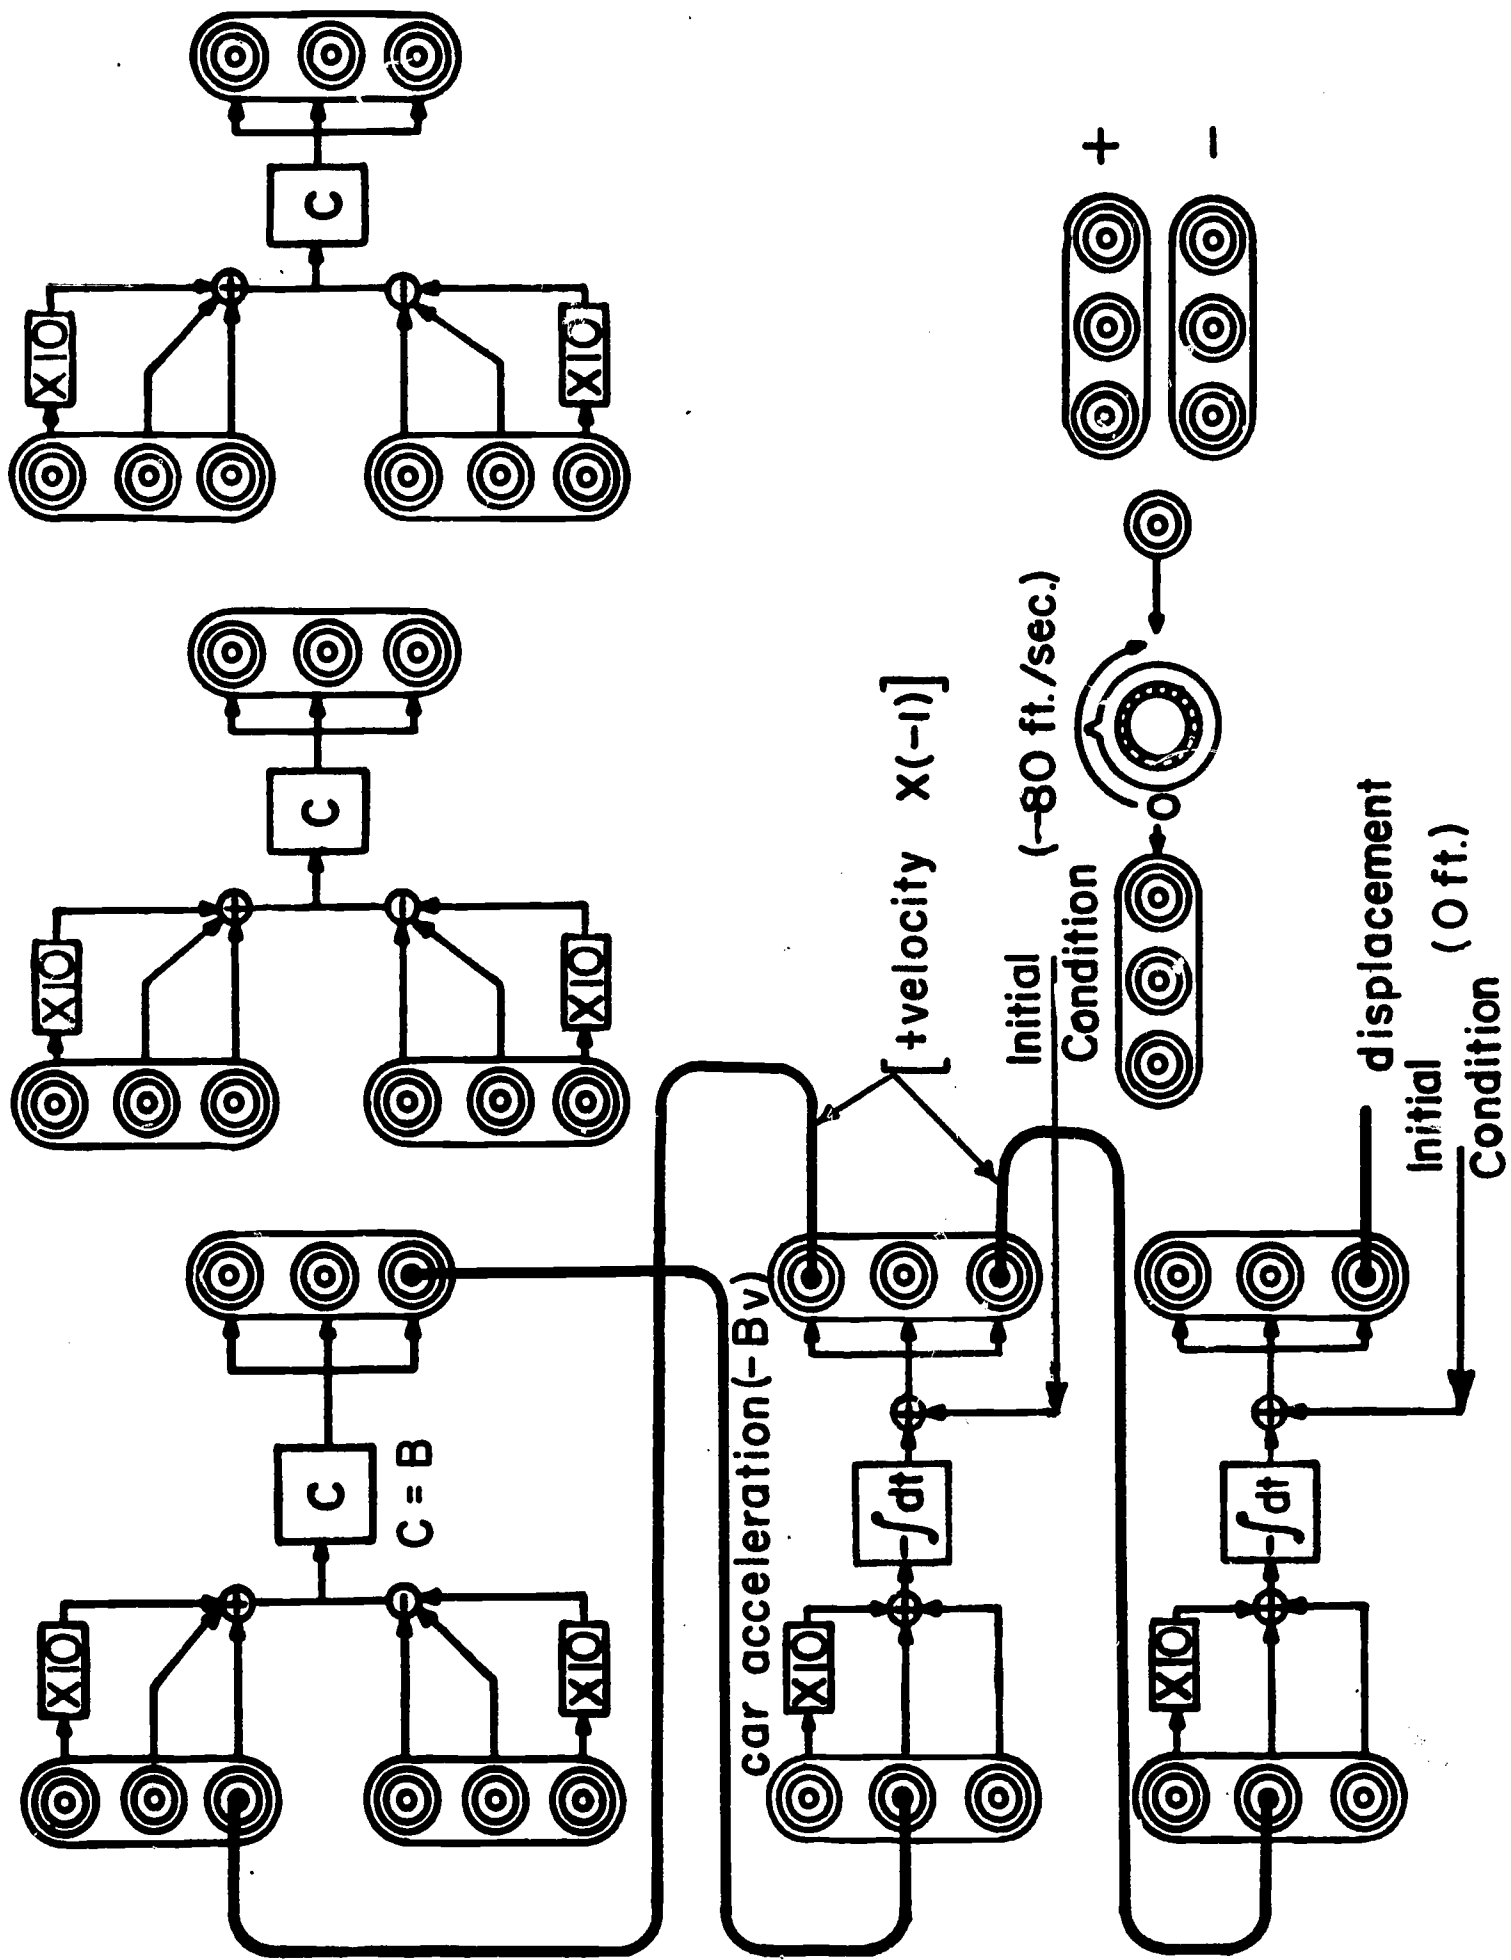 X10 X10 X10
C C C
C = B
X10 X10 X10
car acceleration (-Bv)
X10
-∫dt [+velocity X(-1)]
Initial (-80 ft./sec.)
Condition
+
0
X10
−
-∫dt
displacement
Initial
(0 ft.)
Condition